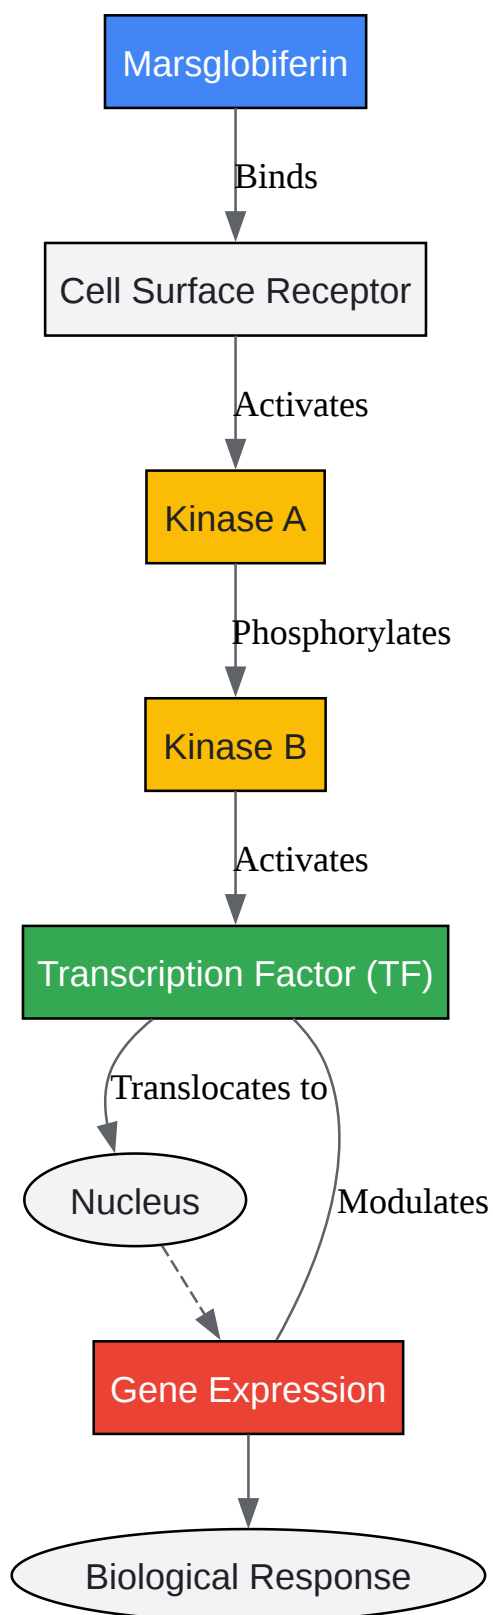 Marsglobiferin
Binds
Cell Surface Receptor
Activates
Kinase A
Phosphorylates
Kinase B
Activates
Transcription Factor (TF)
Translocates to
Nucleus
Modulates
Gene Expression
Biological Response